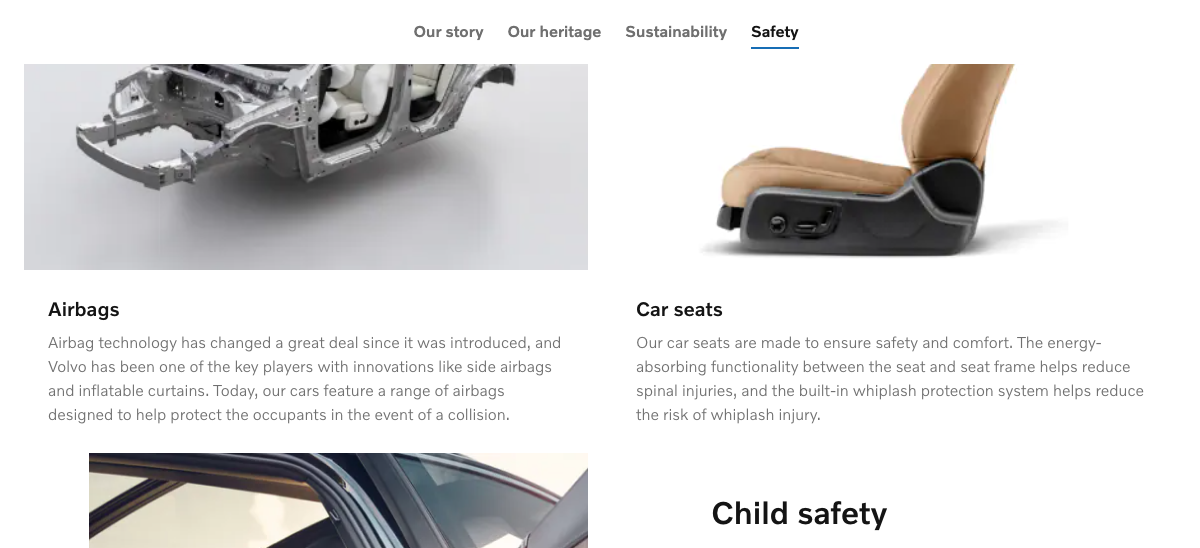 Our story Our heritage Sustainability Safety
Airbags
Airbag technology has changed a great deal since it was introduced, and
Volvo has been one of the key players with innovations like side airbags
and inflatable curtains. Today, our cars feature a range of airbags
designed to help protect the occupants in the event of a collision.
Car seats
Our car seats are made to ensure safety and comfort. The energy-
absorbing functionality between the seat and seat frame helps reduce
spinal injuries, and the built-in whiplash protection system helps reduce
the risk of whiplash injury.
Child safety